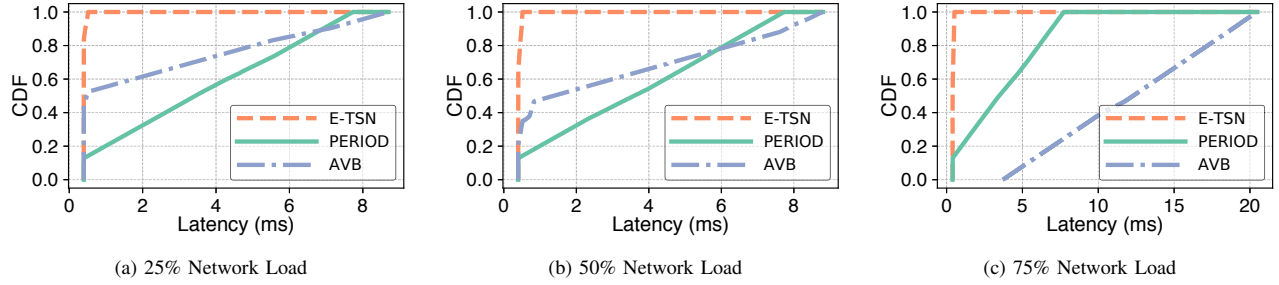 CDF
1.0
0.8
0.6
0.4
0.2
0.0
0 2 4 6 8
Latency (ms)
E-TSN
PERIOD
AVB
(a) 25% Network Load
CDF
1.0
0.8
0.6
0.4
0.2
0.0
0 2 4 6 8
Latency (ms)
E-TSN
PERIOD
AVB
(b) 50% Network Load
CDF
1.0
0.8
0.6
0.4
0.2
0.0
0 5 10 15 20
Latency (ms)
E-TSN
PERIOD
AVB
(c) 75% Network Load